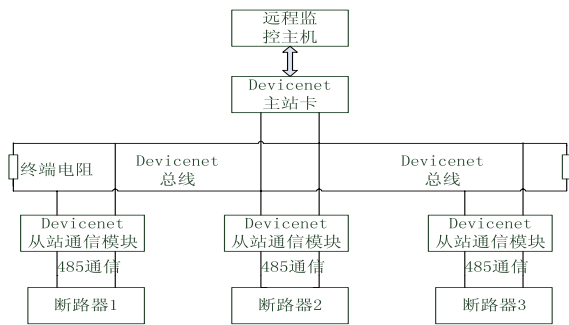 远程监
控主机
Devicenet
主站卡
终端电阻
Devicenet
总线
Devicenet
总线
Devicenet
从站通信模块
Devicenet
从站通信模块
Devicenet
从站通信模块
485通信
485通信
485通信
断路器1
断路器2
断路器3